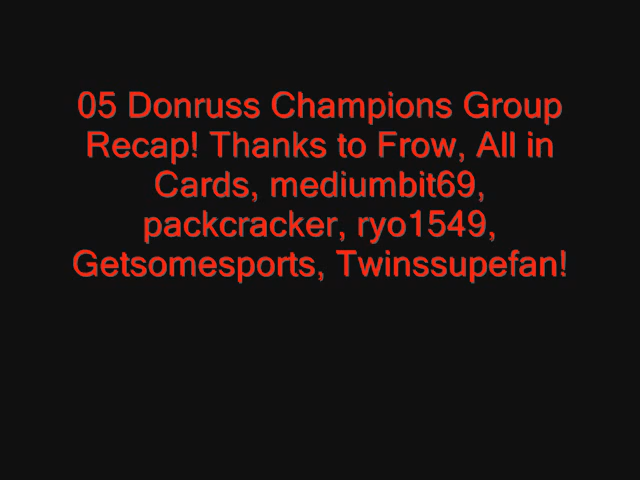 05 Donruss Champions Group
Recap! Thanks to Frow, All in
Cards, mediumbit69,
packcracker, ryo1549,
Getsomesports, Twinssupefan!